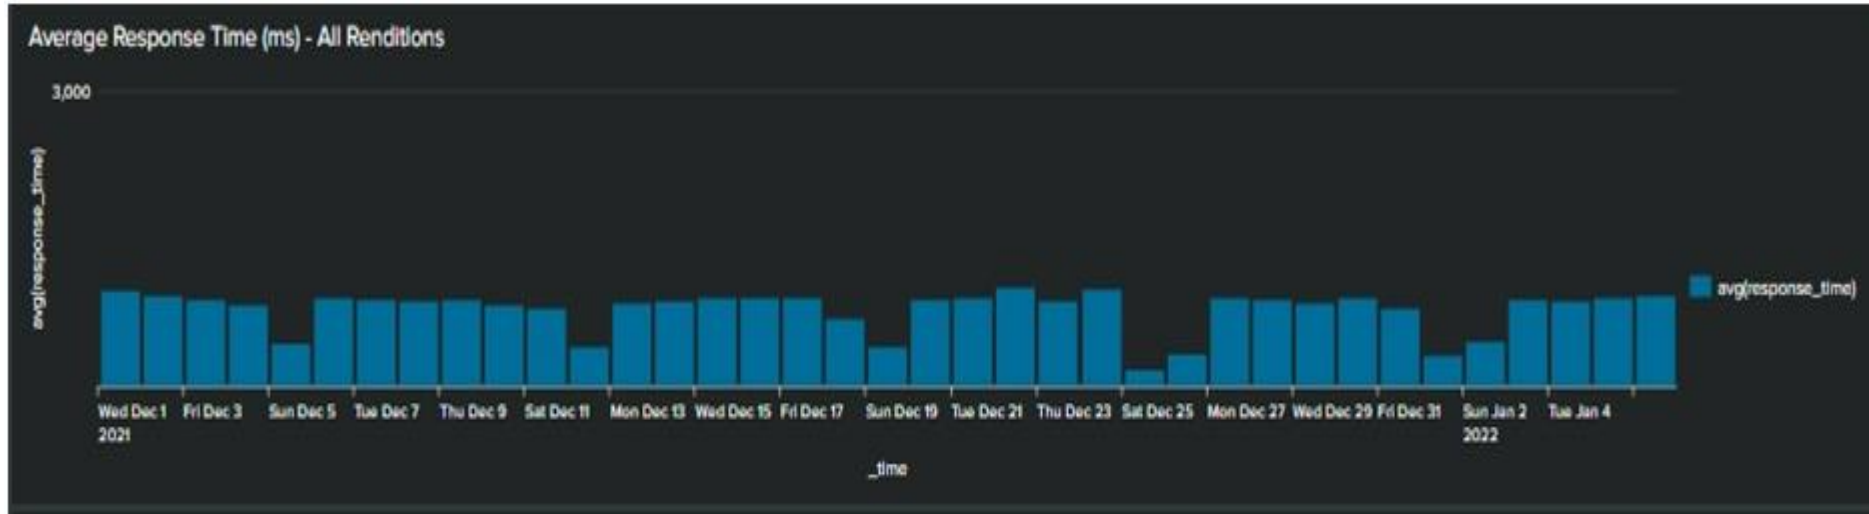 Average Response Time (ms) - All Renditions
3,000
avg(response_time)
avg(response_time)
Wed Dec 1 Fri Dec 3 Sun Dec 5 Tue Dec 7 Thu Dec 9 Sat Dec 11 Mon Dec 13 Wed Dec 15 Fri Dec 17 Sun Dec 19 Tue Dec 21 Thu Dec 23 Sat Dec 25 Mon Dec 27 Wed Dec 29 Fri Dec 31 Sun Jan 2 Tue Jan 4
2021 2022
_time